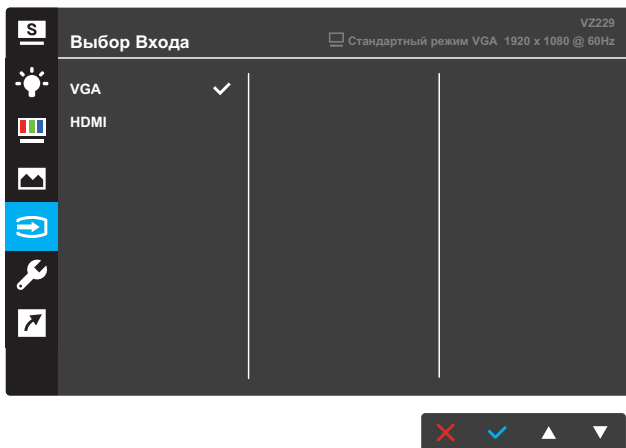 S
VZ229
Выбор Входа
Стандартный режим VGA 1920 x 1080 @ 60Hz
VGA
HDMI